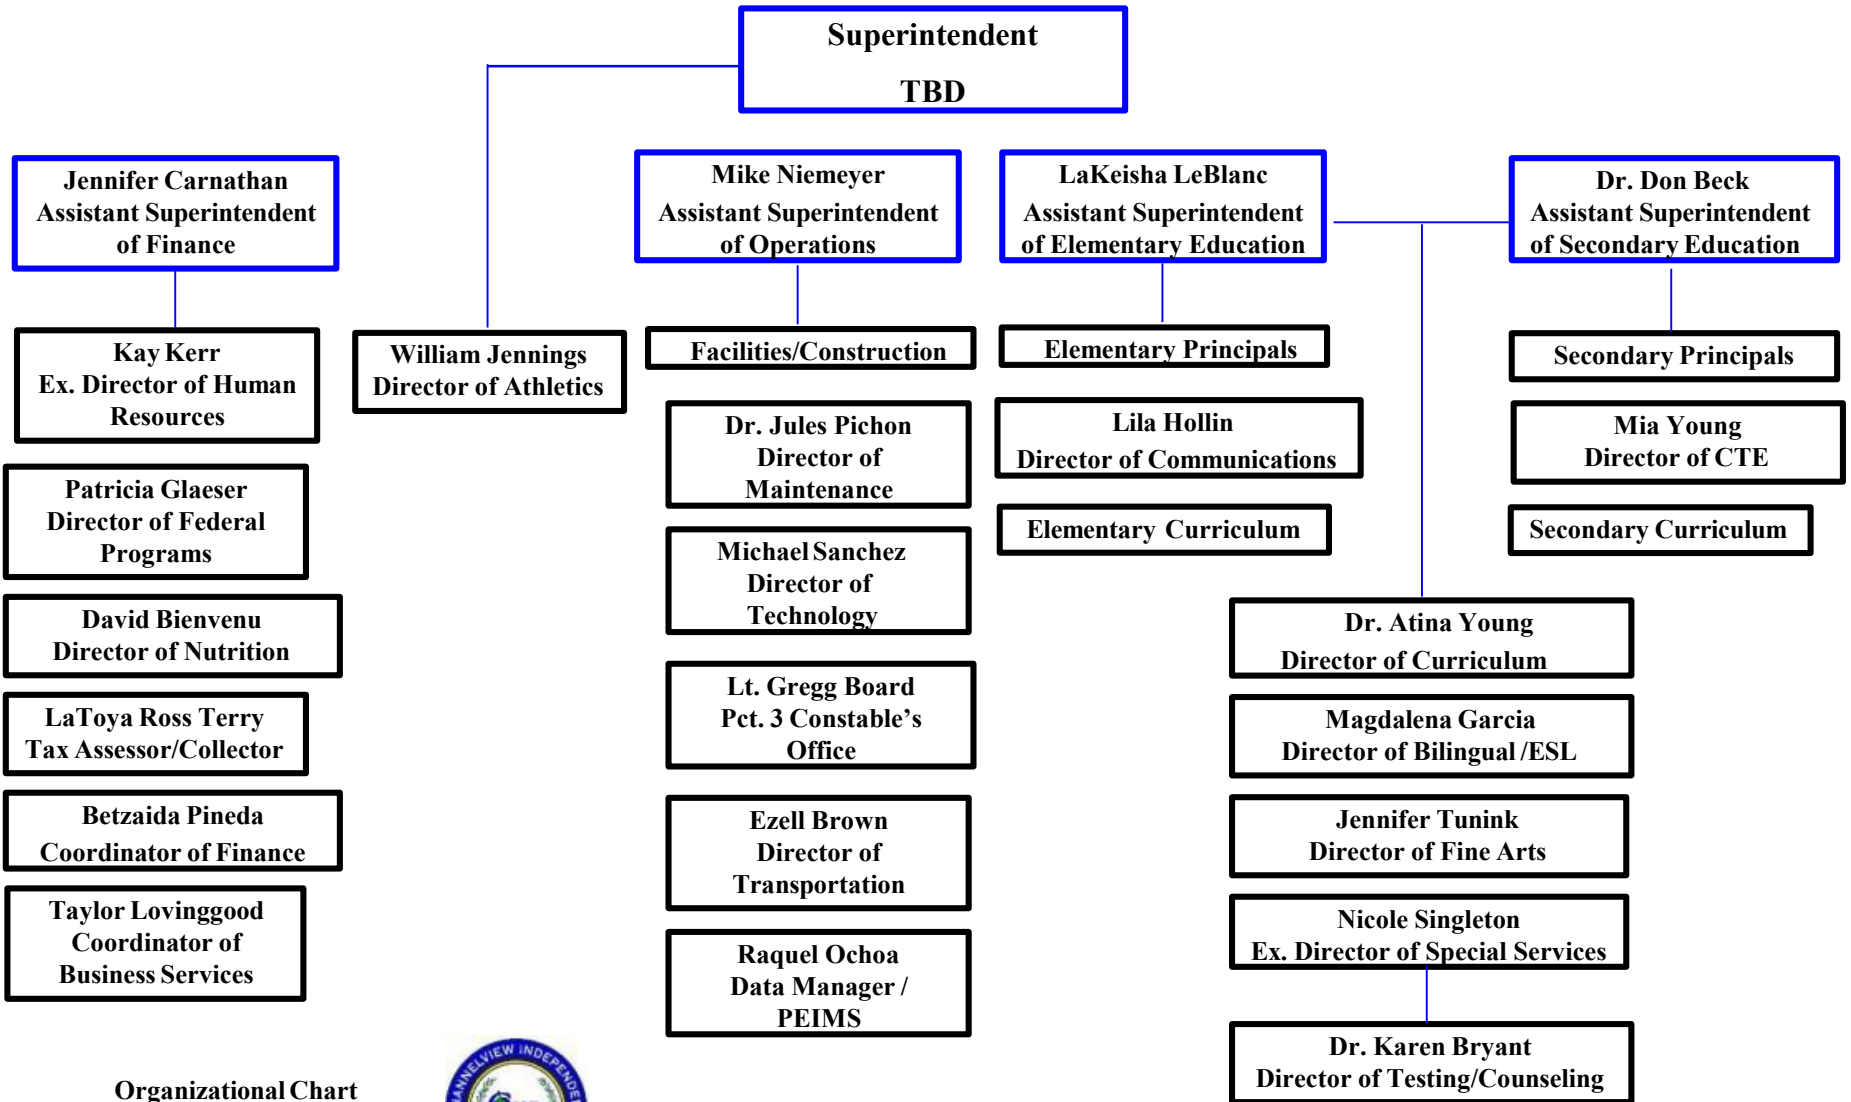 Superintendent
TBD
Jennifer Carnathan
Assistant Superintendent
of Finance
Mike Niemeyer
Assistant Superintendent
of Operations
LaKeisha LeBlanc
Assistant Superintendent
of Elementary Education
Dr. Don Beck
Assistant Superintendent
of Secondary Education
Kay Kerr
Ex. Director of Human
Resources
Patricia Glaeser
Director of Federal
Programs
David Bienvenu
Director of Nutrition
LaToya Ross Terry
Tax Assessor/Collector
Betzaida Pineda
Coordinator of Finance
Taylor Lovinggood
Coordinator of
Business Services
William Jennings
Director of Athletics
Facilities/Construction
Dr. Jules Pichon
Director of
Maintenance
Michael Sanchez
Director of
Technology
Lt. Gregg Board
Pct. 3 Constable’s
Office
Ezell Brown
Director of
Transportation
Raquel Ochoa
Data Manager /
PEIMS
Elementary Principals
Lila Hollin
Director of Communications
Elementary Curriculum
Secondary Principals
Mia Young
Director of CTE
Secondary Curriculum
Dr. Atina Young
Director of Curriculum
Magdalena Garcia
Director of Bilingual /ESL
Jennifer Tunink
Director of Fine Arts
Nicole Singleton
Ex. Director of Special Services
Dr. Karen Bryant
Director of Testing/Counseling
Organizational Chart